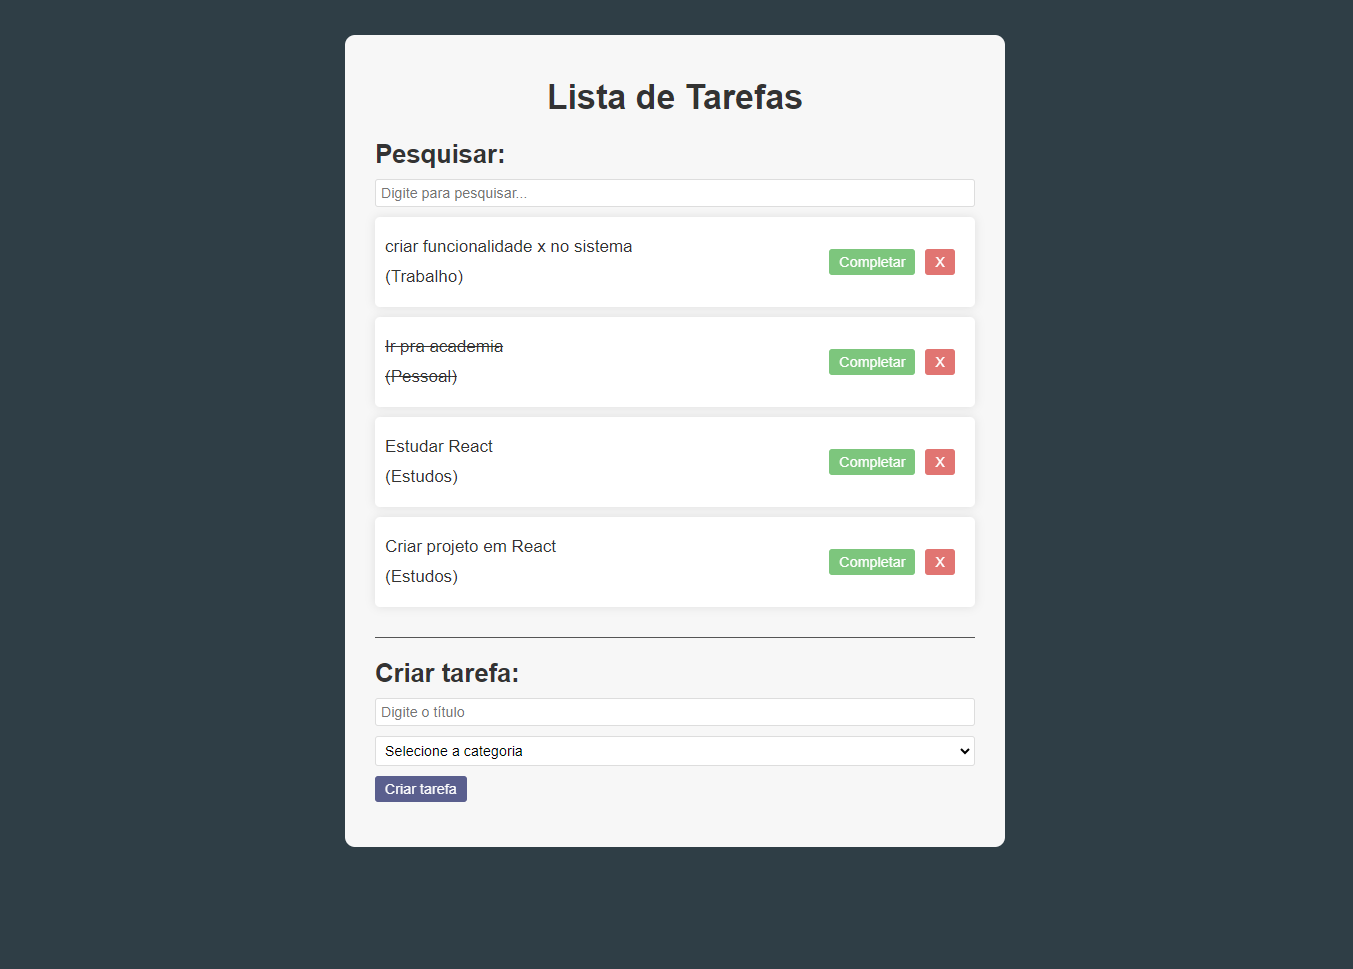 Lista de Tarefas
Pesquisar:
Digite para pesquisar...
criar funcionalidade x no sistema
(Trabalho)
Completar X
Ir pra academia
(Pessoal)
Completar X
Estudar React
(Estudos)
Completar X
Criar projeto em React
(Estudos)
Completar X
Criar tarefa:
Digite o título
Selecione a categoria
Criar tarefa